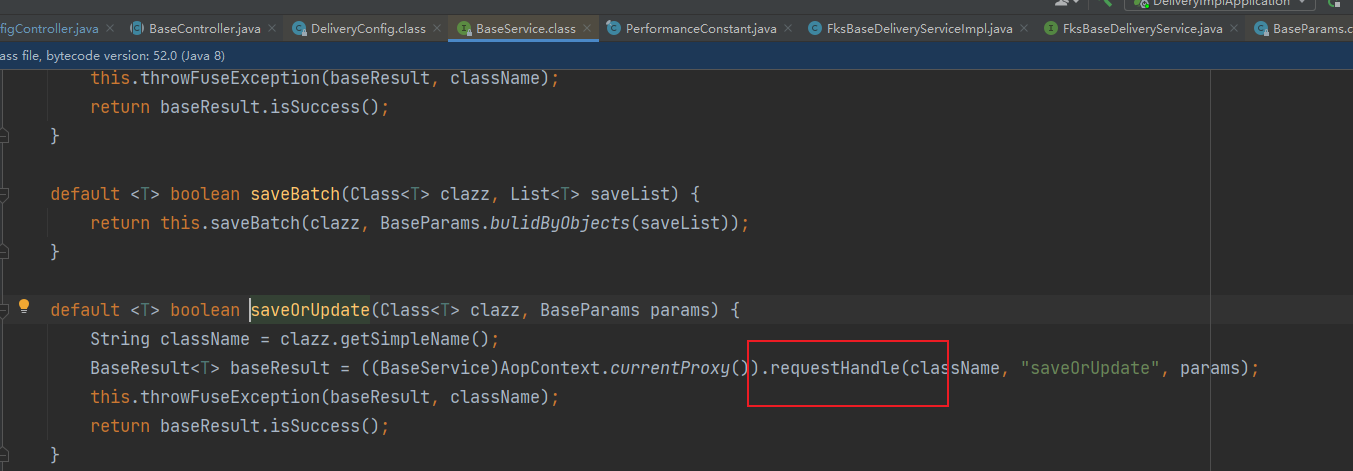 DeliveryImplApplication
figController.java × BaseController.java × DeliveryConfig.class × BaseService.class × PerformanceConstant.java × FksBaseDeliveryServiceImpl.java × FksBaseDeliveryService.java × BaseParams.c
ass file, bytecode version: 52.0 (Java 8)
this.throwFuseException(baseResult, className);
return baseResult.isSuccess();
}
default <T> boolean saveBatch(Class<T> clazz, List<T> saveList) {
return this.saveBatch(clazz, BaseParams.bulidByObjects(saveList));
}
default <T> boolean saveOrUpdate(Class<T> clazz, BaseParams params) {
String className = clazz.getSimpleName();
BaseResult<T> baseResult = ((BaseService)AopContext.currentProxy()).requestHandle(className, "saveOrUpdate", params);
this.throwFuseException(baseResult, className);
return baseResult.isSuccess();
}